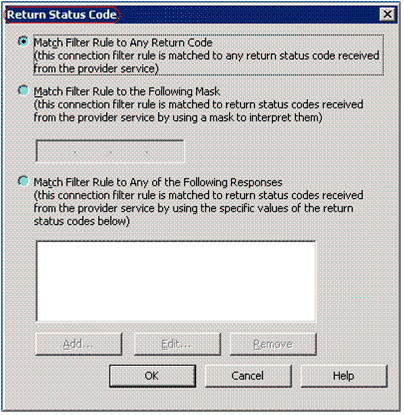 Return Status Code
Match Filter Rule to Any Return Code
(this connection filter rule is matched to any return status code received
from the provider service)
Match Filter Rule to the Following Mask
(this connection filter rule is matched to return status codes received
from the provider service by using a mask to interpret them)
. . .
Match Filter Rule to Any of the Following Responses
(this connection filter rule is matched to return status codes received
from the provider service by using the specific values of the return
status codes below)
Add... Edit... Remove
OK Cancel Help